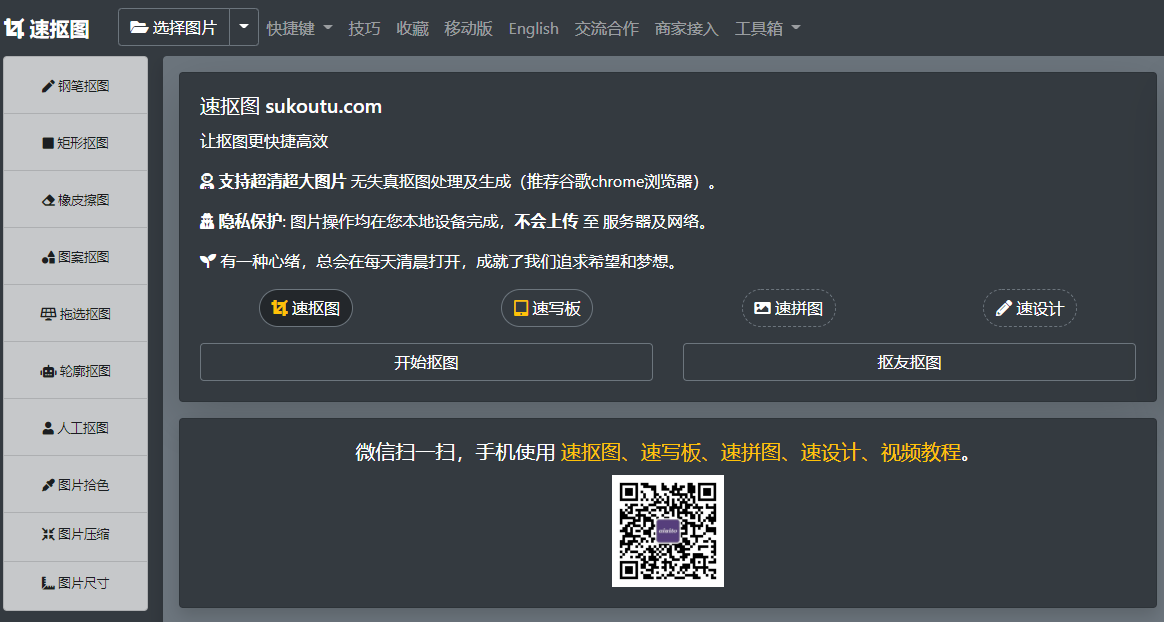 速抠图 选择图片 快捷键 技巧 收藏 移动版 English 交流合作 商家接入 工具箱
钢笔抠图
矩形抠图
橡皮擦图
图案抠图
拖选抠图
轮廓抠图
人工抠图
图片拾色
图片压缩
图片尺寸
速抠图 sukoutu.com
让抠图更快捷高效
支持超清超大图片 无失真抠图处理及生成（推荐谷歌chrome浏览器）。
隐私保护: 图片操作均在您本地设备完成，不会上传 至 服务器及网络。
有一种心绪，总会在每天清晨打开，成就了我们追求希望和梦想。
速抠图 速写板 速拼图 速设计
开始抠图 抠友抠图
微信扫一扫，手机使用 速抠图、速写板、速拼图、速设计、视频教程。